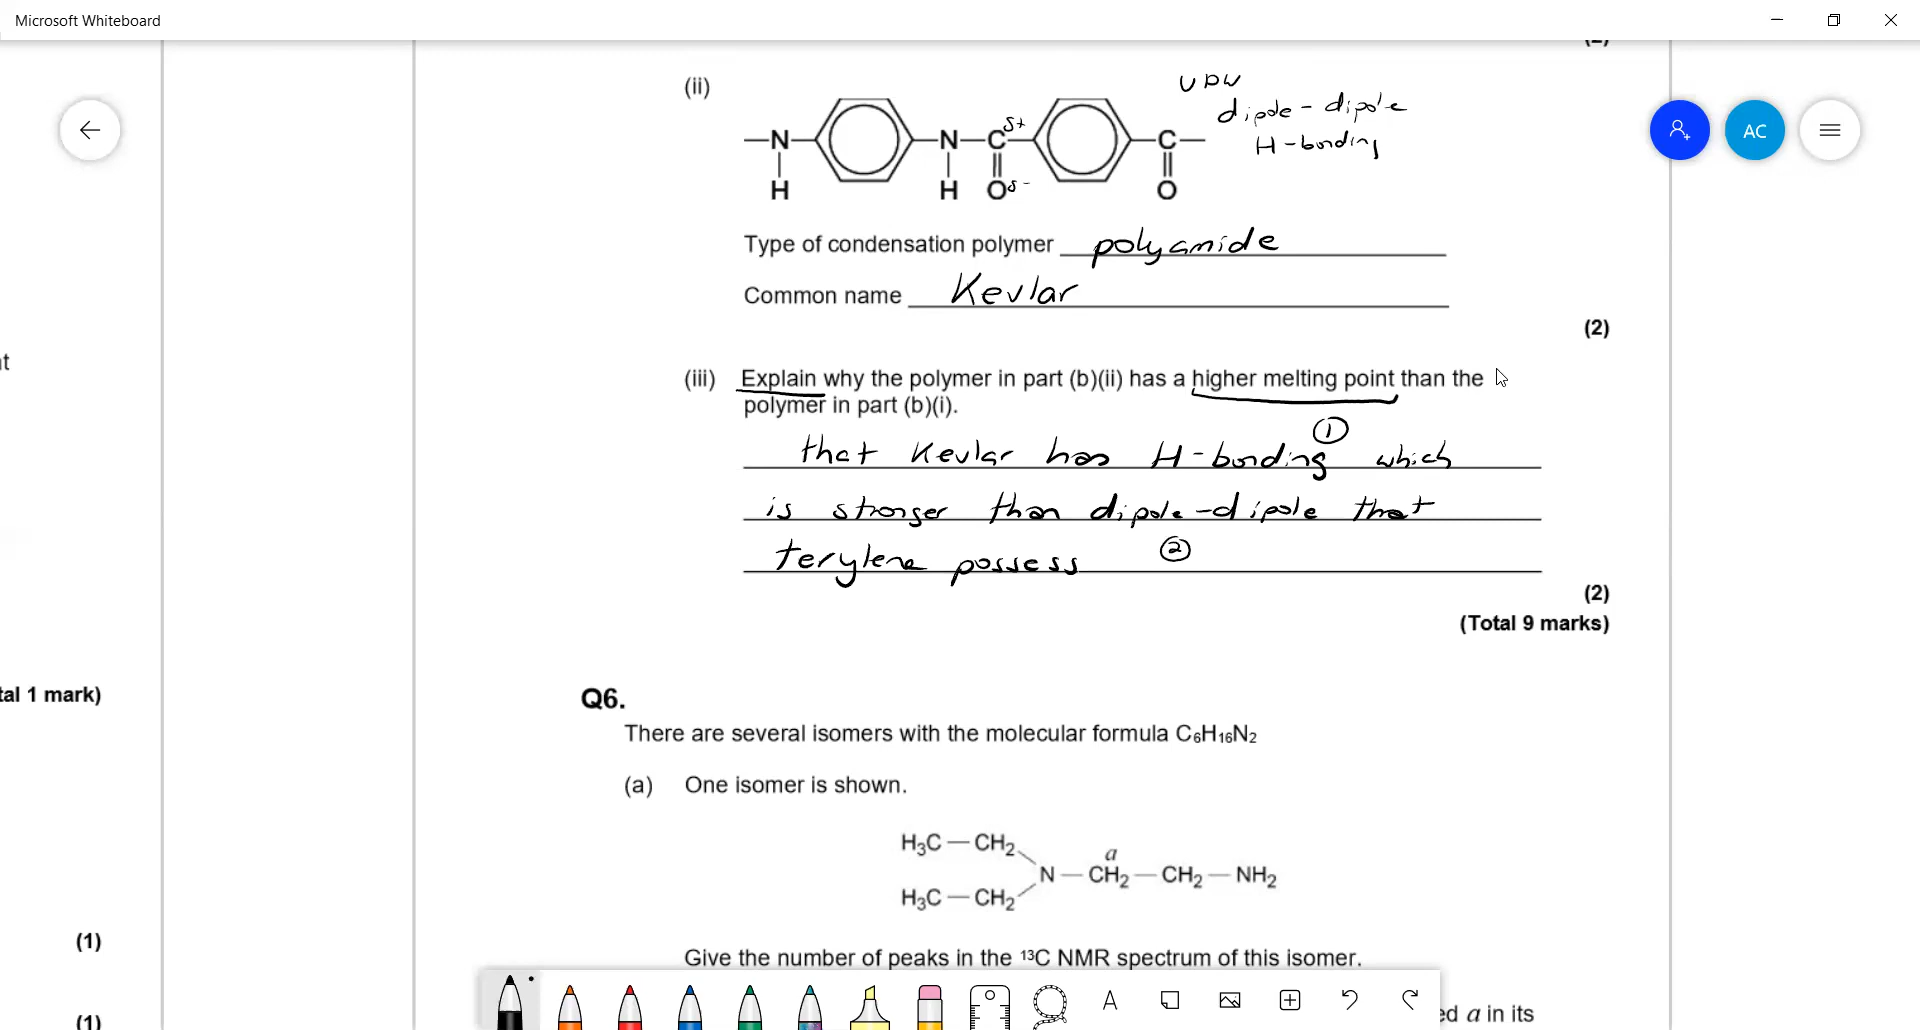 Microsoft Whiteboard
(2)
(ii)
VDW
dipole-dipole
H-bonding
δ+
N N C C
H H O δ- O
AC
Type of condensation polymer polyamide
Common name Kevlar
(2)
(iii) Explain why the polymer in part (b)(ii) has a higher melting point than the
polymer in part (b)(i).
①
that Kevlar has H-bonding which
is stronger than dipole-dipole that
terylene possess ②
(2)
(Total 9 marks)
tal 1 mark)
Q6.
There are several isomers with the molecular formula C₆H₁₆N₂
(a) One isomer is shown.
H₃C — CH₂
a
N — CH₂ — CH₂ — NH₂
H₃C — CH₂
(1)
Give the number of peaks in the ¹³C NMR spectrum of this isomer.
ed a in its
(1)